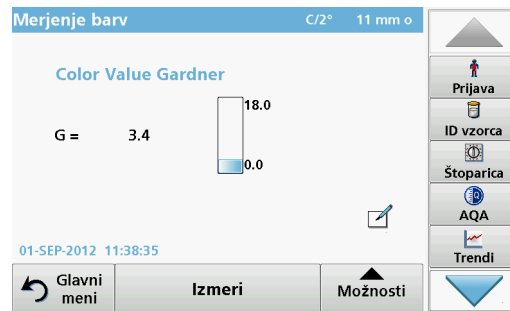 Merjenje barv C/2° 11 mm o
Color Value Gardner
18.0
G = 3.4
0.0
01-SEP-2012 11:38:35
Glavni
meni
Izmeri
Možnosti
Prijava
ID vzorca
Štoparica
AQA
Trendi